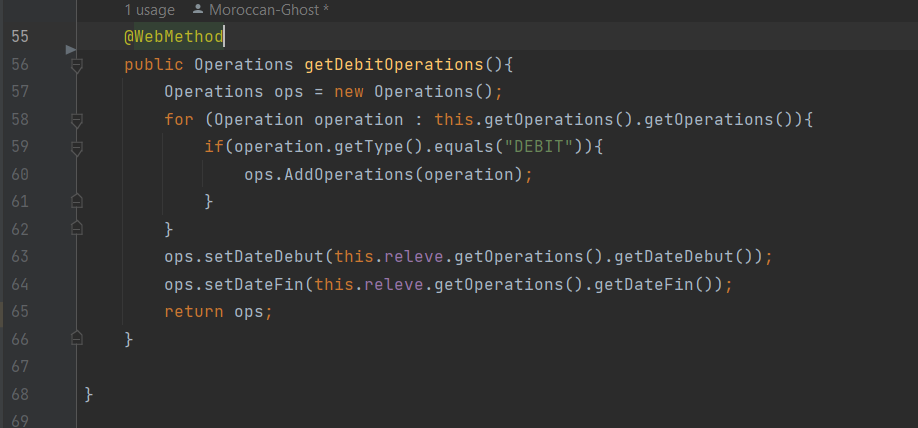 1 usage Moroccan-Ghost *
55 @WebMethod
56 public Operations getDebitOperations(){
57 Operations ops = new Operations();
58 for (Operation operation : this.getOperations().getOperations()){
59 if(operation.getType().equals("DEBIT")){
60 ops.AddOperations(operation);
61 }
62 }
63 ops.setDateDebut(this.releve.getOperations().getDateDebut());
64 ops.setDateFin(this.releve.getOperations().getDateFin());
65 return ops;
66 }
67
68 }
69